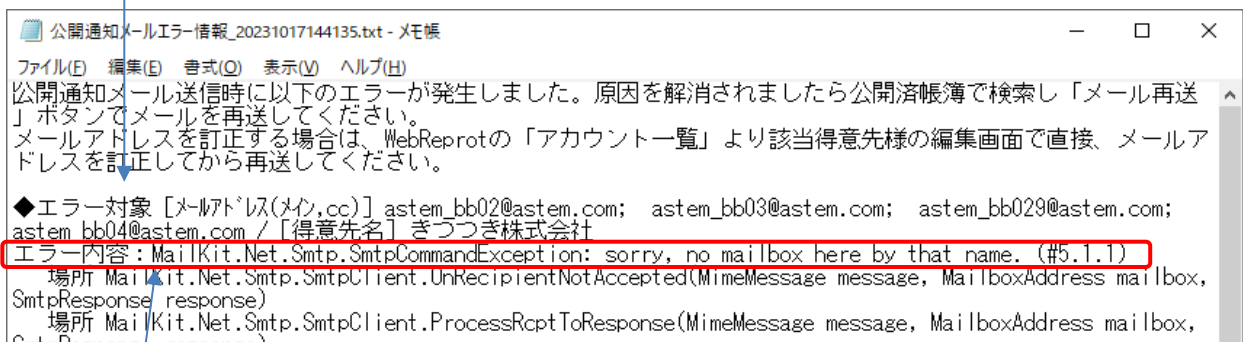 公開通知メールエラー情報_20231017144135.txt - メモ帳
ファイル(F) 編集(E) 書式(O) 表示(V) ヘルプ(H)
公開通知メール送信時に以下のエラーが発生しました。原因を解消されましたら公開済帳簿で検索し「メール再送
」ボタンでメールを再送してください。
メールアドレスを訂正する場合は、WebReprotの「アカウント一覧」より該当得意先様の編集画面で直接、メールア
ドレスを訂正してから再送してください。
◆エラー対象 [メールアドレス(メイン,cc)] astem_bb02@astem.com; astem_bb03@astem.com; astem_bb029@astem.com;
astem_bb04@astem.com / [得意先名] きつつき株式会社
エラー内容：MailKit.Net.Smtp.SmtpCommandException: sorry, no mailbox here by that name. (#5.1.1)
場所 MailKit.Net.Smtp.SmtpClient.OnRecipientNotAccepted(MimeMessage message, MailboxAddress mailbox,
SmtpResponse response)
場所 MailKit.Net.Smtp.SmtpClient.ProcessRcptToResponse(MimeMessage message, MailboxAddress mailbox,